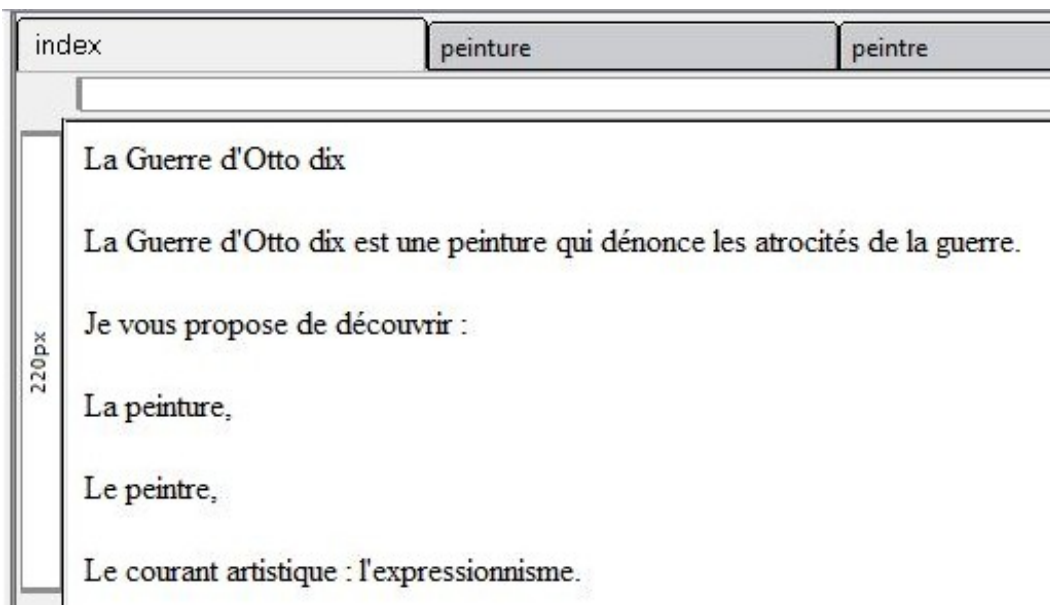 index
peinture
peintre
220px
La Guerre d'Otto dix
La Guerre d'Otto dix est une peinture qui dénonce les atrocités de la guerre.
Je vous propose de découvrir :
La peinture,
Le peintre,
Le courant artistique : l'expressionnisme.